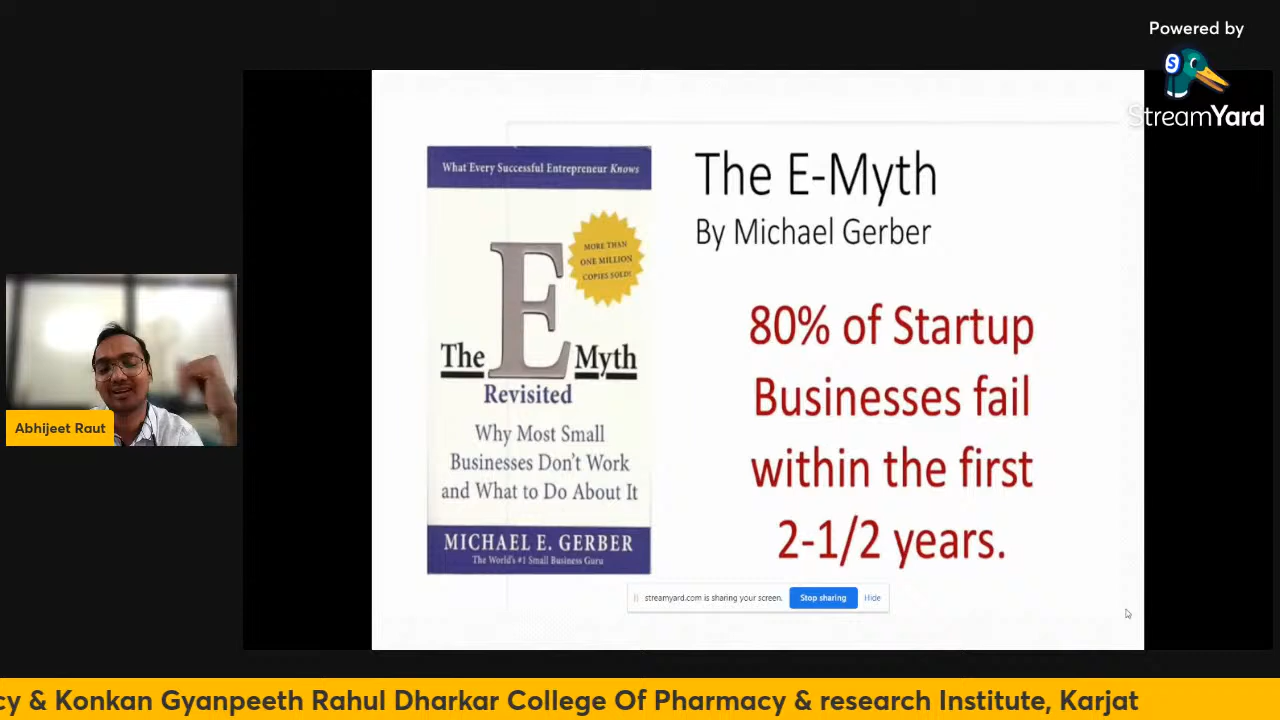 Powered by
StreamYard
What Every Successful Entrepreneur Knows
MORE THAN
ONE MILLION
COPIES SOLD!
The E Myth
Revisited
Why Most Small
Businesses Don't Work
and What to Do About It
MICHAEL E. GERBER
The World's #1 Small Business Guru
The E-Myth
By Michael Gerber
80% of Startup
Businesses fail
within the first
2-1/2 years.
streamyard.com is sharing your screen.
Stop sharing
Hide
Abhijeet Raut
cy & Konkan Gyanpeeth Rahul Dharkar College Of Pharmacy & research Institute, Karjat